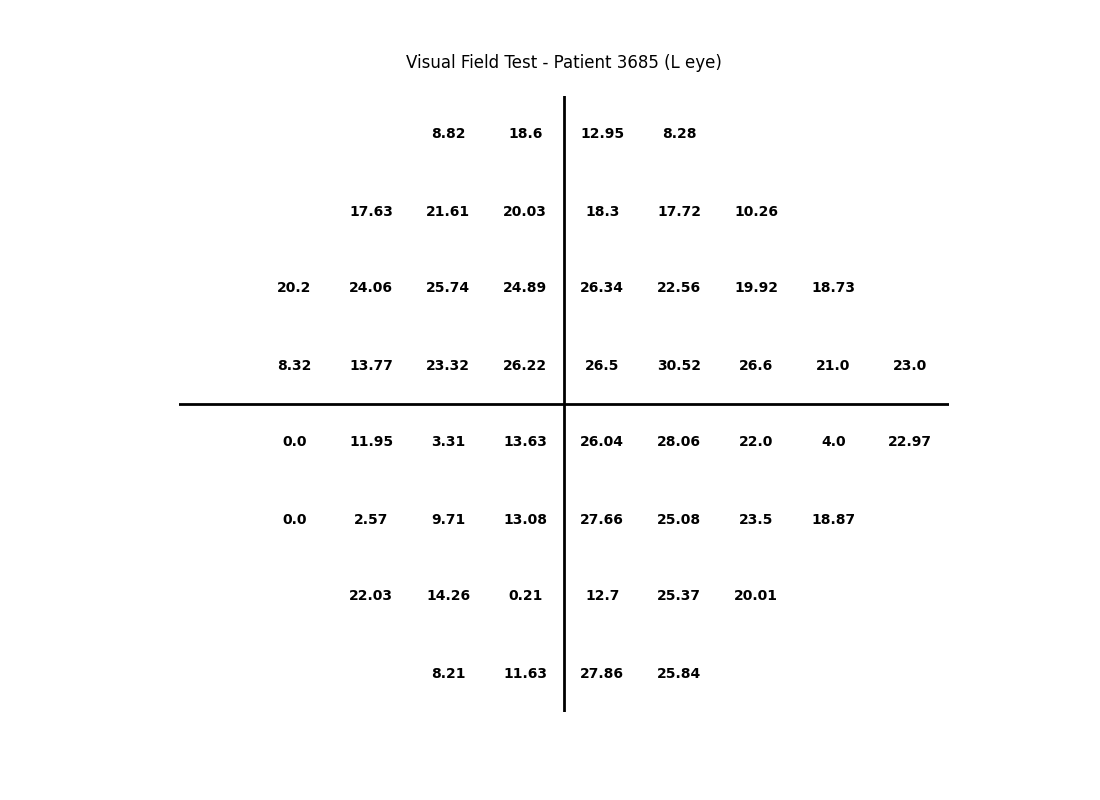 Visual Field Test - Patient 3685 (L eye)
8.82 18.6 12.95 8.28
17.63 21.61 20.03 18.3 17.72 10.26
20.2 24.06 25.74 24.89 26.34 22.56 19.92 18.73
8.32 13.77 23.32 26.22 26.5 30.52 26.6 21.0 23.0
0.0 11.95 3.31 13.63 26.04 28.06 22.0 4.0 22.97
0.0 2.57 9.71 13.08 27.66 25.08 23.5 18.87
22.03 14.26 0.21 12.7 25.37 20.01
8.21 11.63 27.86 25.84